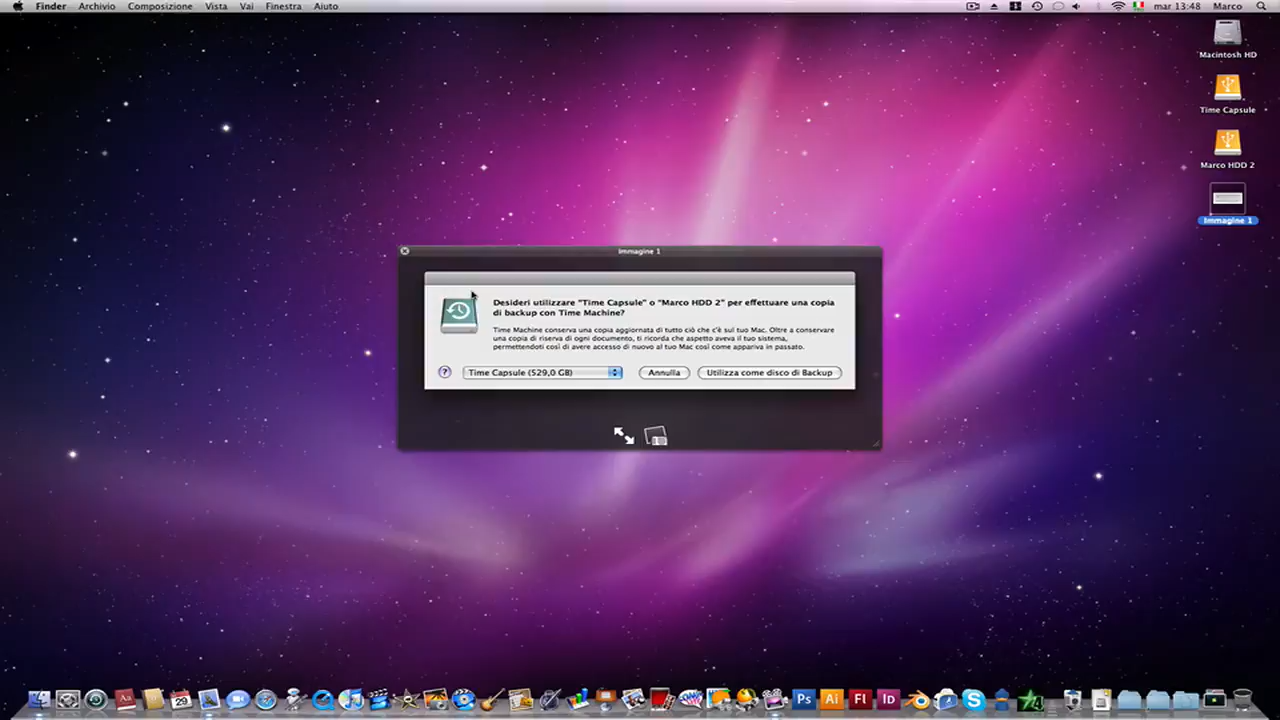 Finder Archivio Composizione Vista Vai Finestra Aiuto
mar 13:48 Marco
Macintosh HD
Time Capsule
Marco HDD 2
Immagine 1
Immagine 1
Desideri utilizzare "Time Capsule" o "Marco HDD 2" per effettuare una copia
di backup con Time Machine?
Time Machine conserva una copia aggiornata di tutto ciò che c'è sul tuo Mac. Oltre a conservare
una copia di riserva di ogni documento, ti ricorda che aspetto aveva il tuo sistema,
permettendoti così di avere accesso di nuovo al tuo Mac così come appariva in passato.
? Time Capsule (529,0 GB) Annulla Utilizza come disco di Backup
Aa 29 Ps Ai Fl Id S